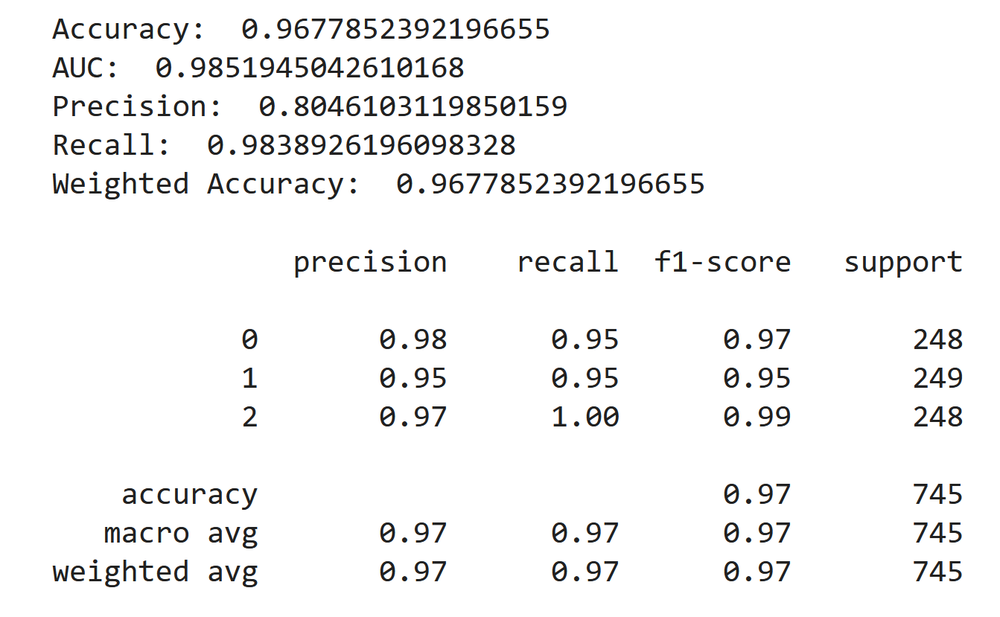 Accuracy:  0.9677852392196655
AUC:  0.9851945042610168
Precision:  0.8046103119850159
Recall:  0.9838926196098328
Weighted Accuracy:  0.9677852392196655
precision    recall  f1-score   support
0       0.98      0.95      0.97       248
1       0.95      0.95      0.95       249
2       0.97      1.00      0.99       248
accuracy                           0.97       745
macro avg       0.97      0.97      0.97       745
weighted avg       0.97      0.97      0.97       745